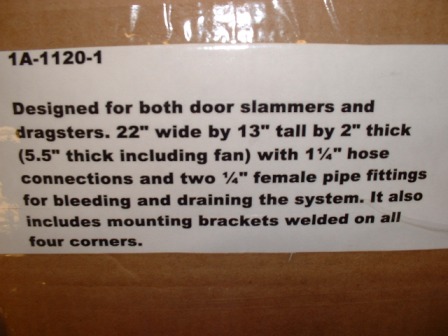 1A-1120-1
Designed for both door slammers and
dragsters. 22" wide by 13" tall by 2" thick
(5.5" thick including fan) with 1¼" hose
connections and two ¼" female pipe fittings
for bleeding and draining the system. It also
includes mounting brackets welded on all
four corners.